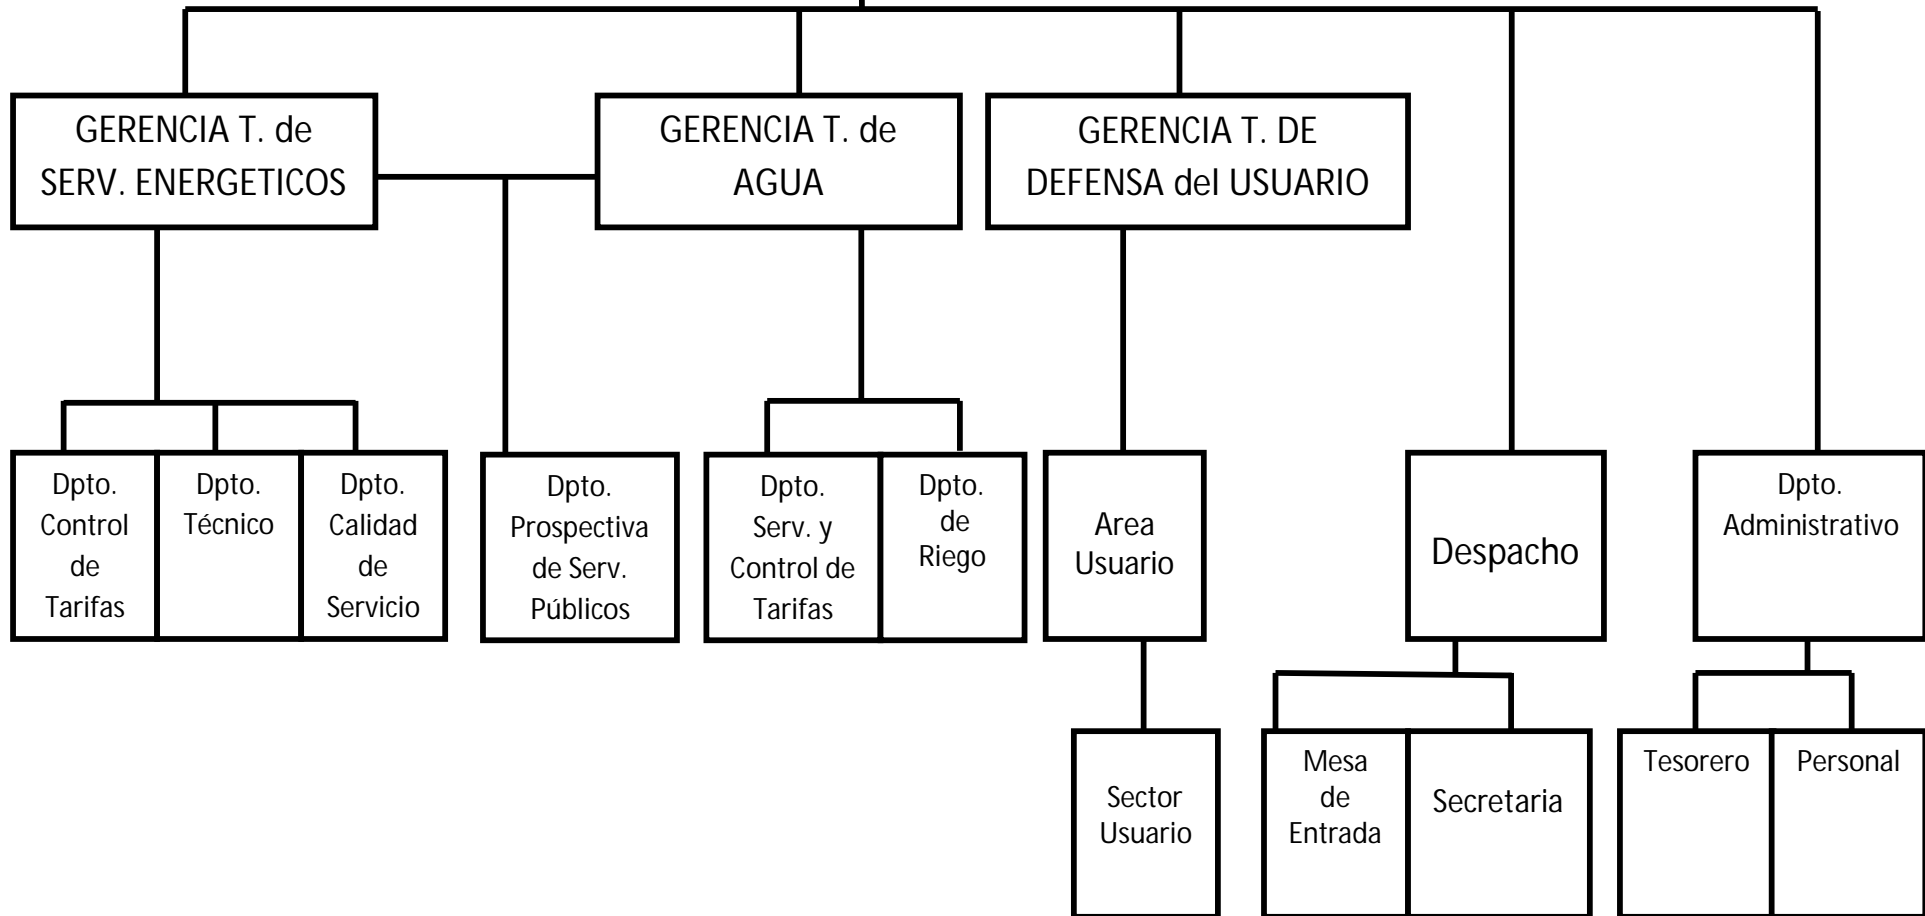 GERENCIA T. de
SERV. ENERGETICOS
GERENCIA T. de
AGUA
GERENCIA T. DE
DEFENSA del USUARIO
Dpto.
Control
de
Tarifas
Dpto.
Técnico
Dpto.
Calidad
de
Servicio
Dpto.
Prospectiva
de Serv.
Públicos
Dpto.
Serv. y
Control de
Tarifas
Dpto.
de
Riego
Area
Usuario
Despacho
Dpto.
Administrativo
Sector
Usuario
Mesa
de
Entrada
Secretaria
Tesorero
Personal